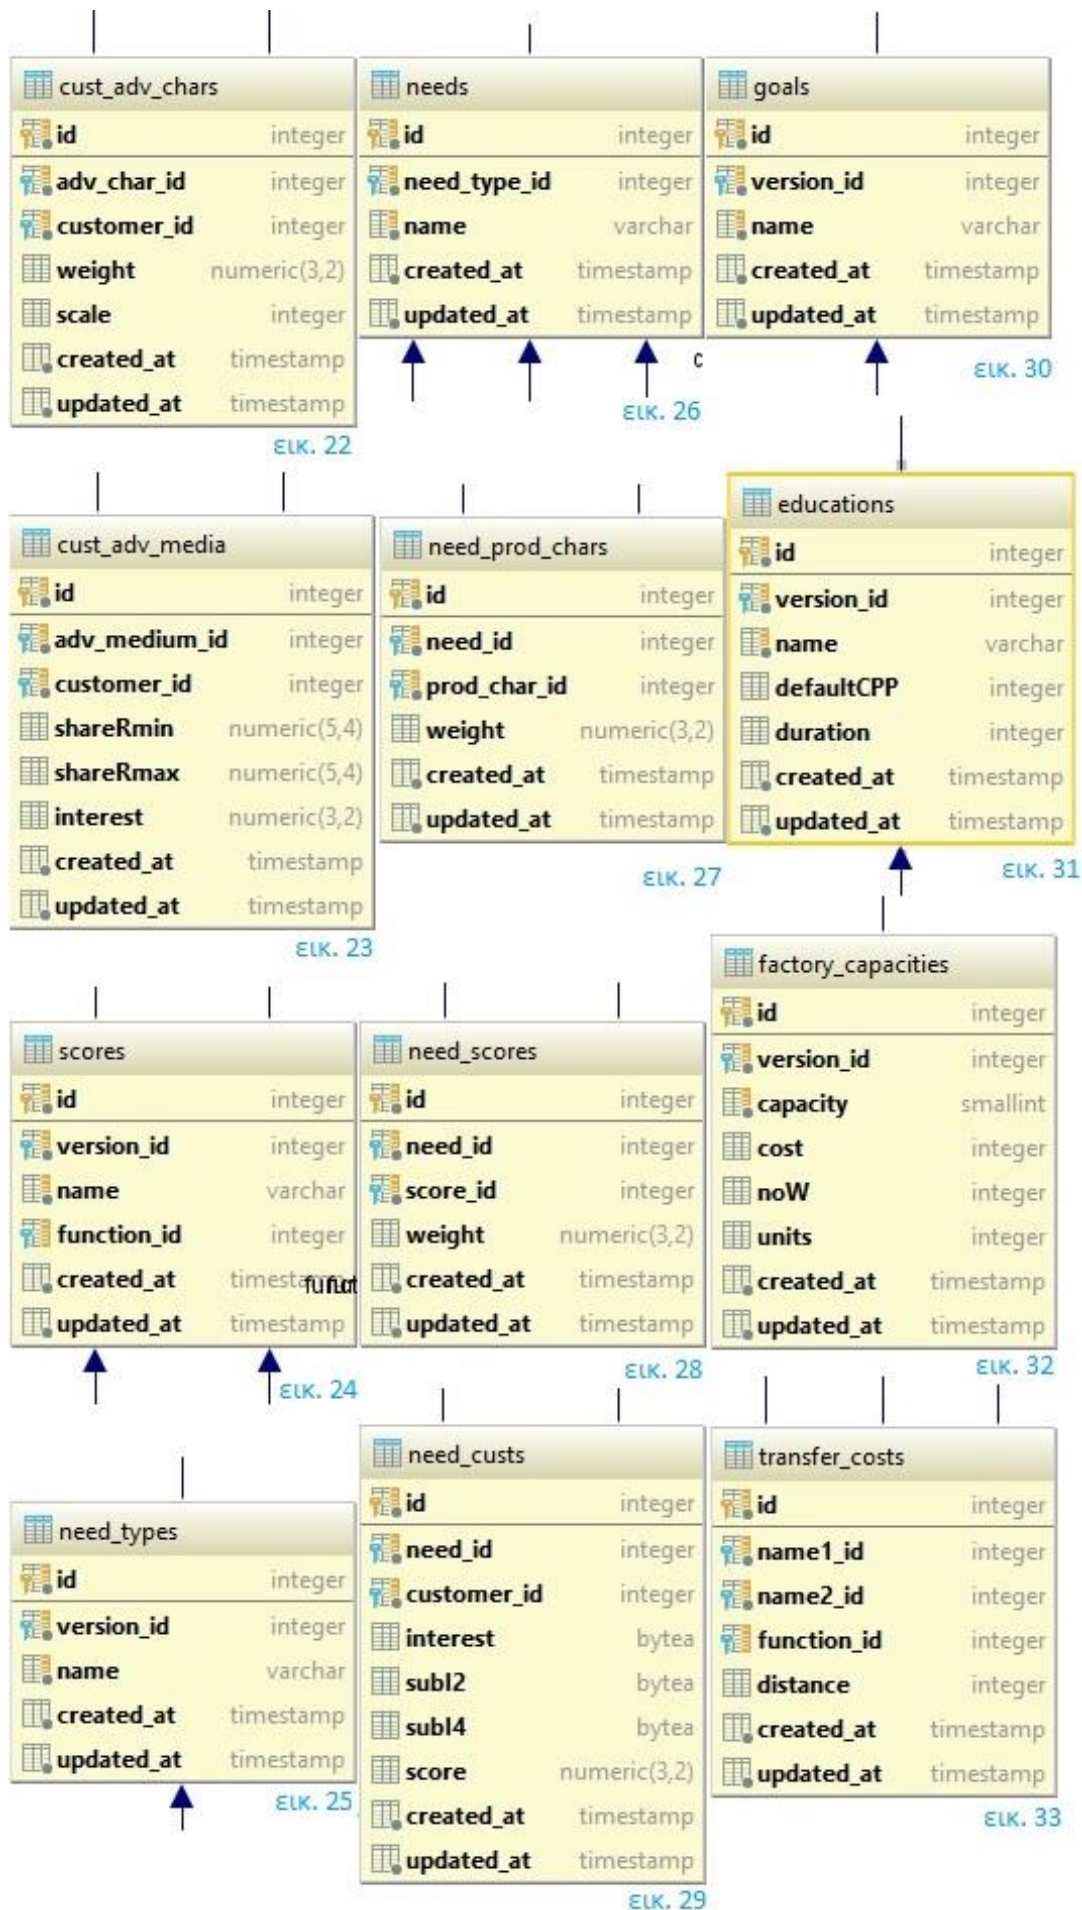 cust_adv_chars
id integer
adv_char_id integer
customer_id integer
weight numeric(3,2)
scale integer
created_at timestamp
updated_at timestamp
εικ. 22
needs
id integer
need_type_id integer
name varchar
created_at timestamp
updated_at timestamp
c
εικ. 26
goals
id integer
version_id integer
name varchar
created_at timestamp
updated_at timestamp
εικ. 30
cust_adv_media
id integer
adv_medium_id integer
customer_id integer
shareRmin numeric(5,4)
shareRmax numeric(5,4)
interest numeric(3,2)
created_at timestamp
updated_at timestamp
εικ. 23
need_prod_chars
id integer
need_id integer
prod_char_id integer
weight numeric(3,2)
created_at timestamp
updated_at timestamp
εικ. 27
educations
id integer
version_id integer
name varchar
defaultCPP integer
duration integer
created_at timestamp
updated_at timestamp
εικ. 31
scores
id integer
version_id integer
name varchar
function_id integer
created_at timestamp
updated_at timestamp
εικ. 24
need_scores
id integer
need_id integer
score_id integer
weight numeric(3,2)
created_at timestamp
updated_at timestamp
εικ. 28
factory_capacities
id integer
version_id integer
capacity smallint
cost integer
noW integer
units integer
created_at timestamp
updated_at timestamp
εικ. 32
need_types
id integer
version_id integer
name varchar
created_at timestamp
updated_at timestamp
εικ. 25
need_custs
id integer
need_id integer
customer_id integer
interest bytea
subl2 bytea
subl4 bytea
score numeric(3,2)
created_at timestamp
updated_at timestamp
εικ. 29
transfer_costs
id integer
name1_id integer
name2_id integer
function_id integer
distance integer
created_at timestamp
updated_at timestamp
εικ. 33